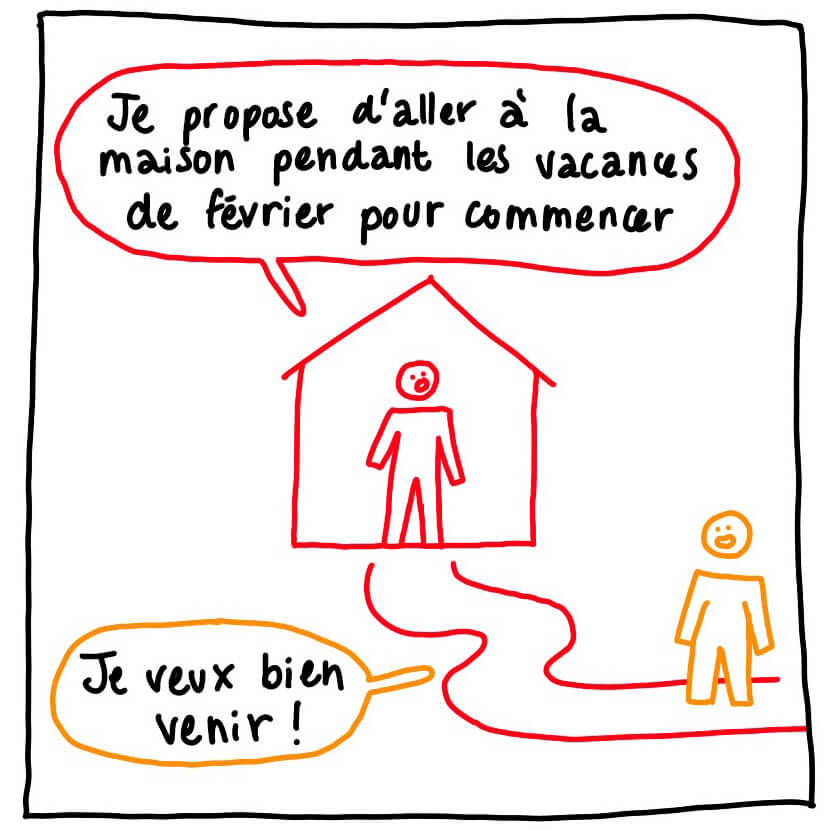 Je propose d'aller à la
maison pendant les vacances
de février pour commencer
Je veux bien
venir !